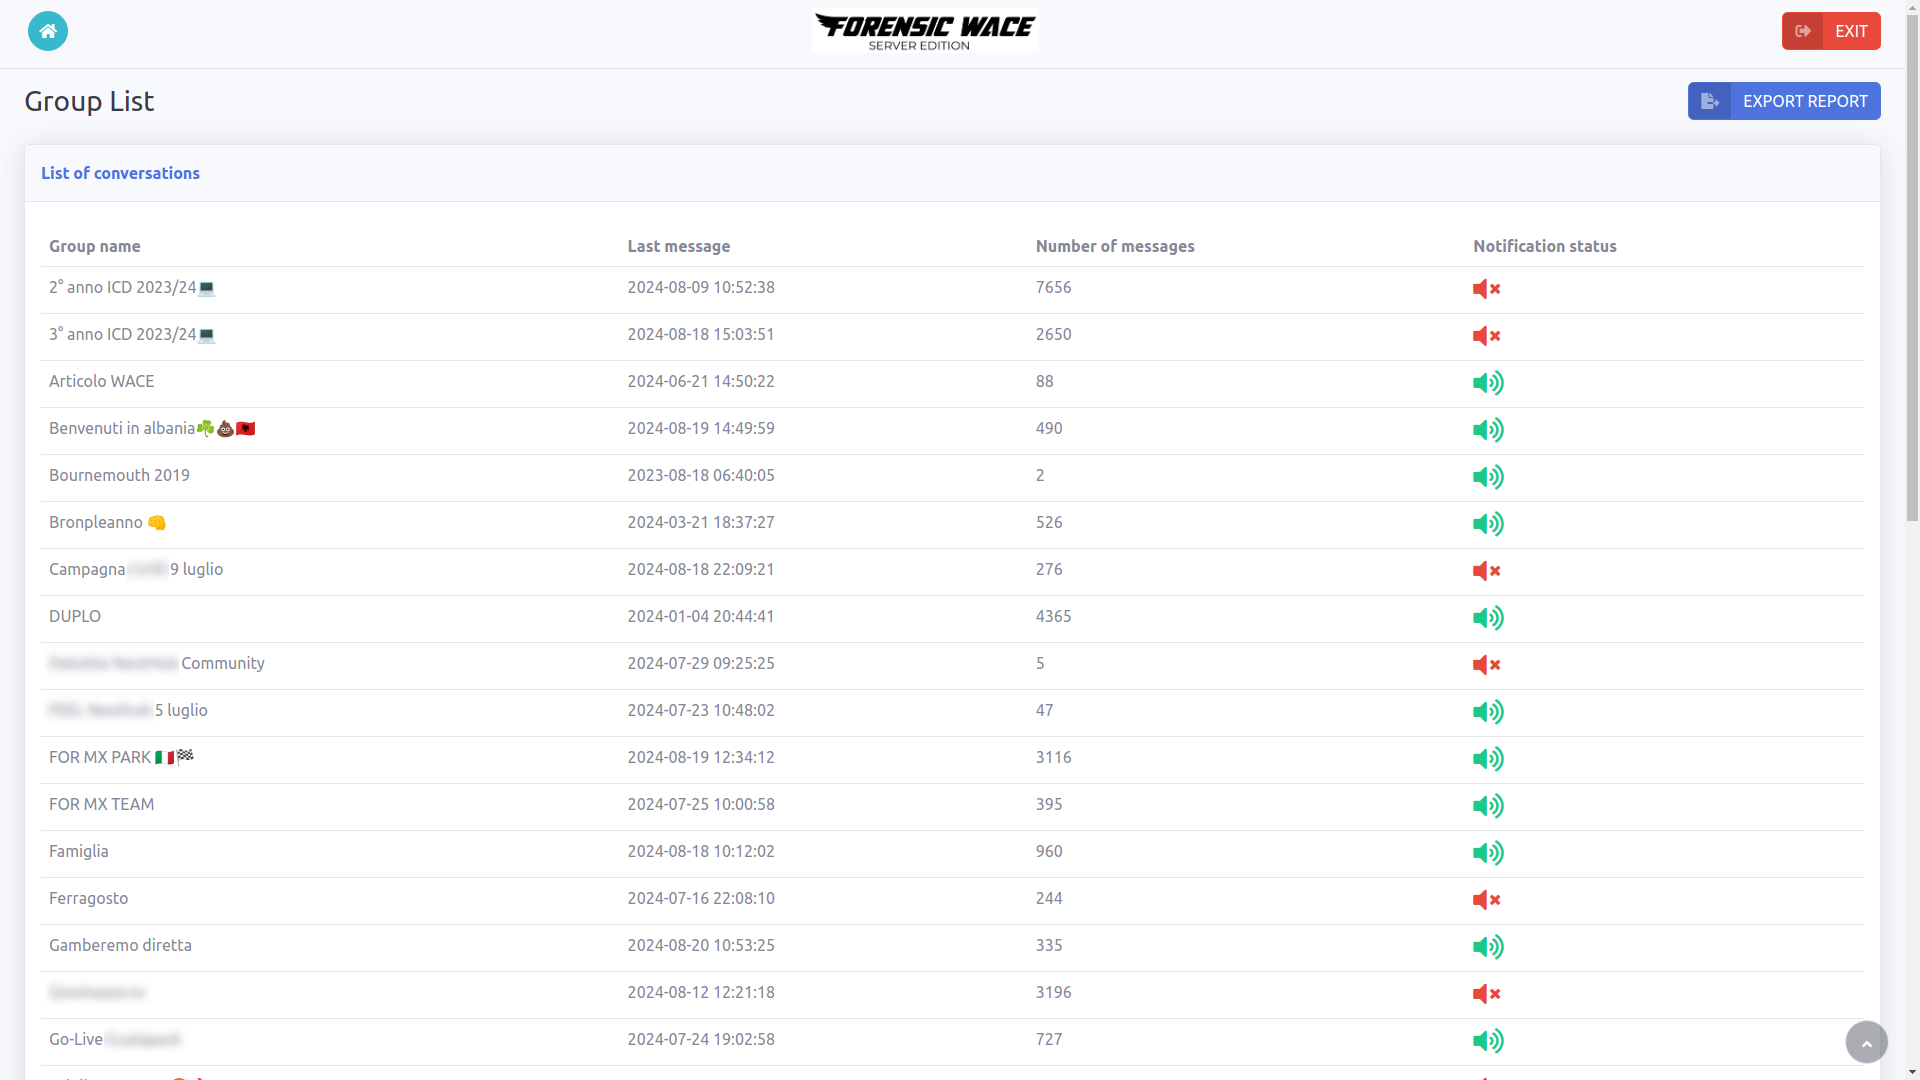 FORENSIC WACE
SERVER EDITION
EXIT
Group List
EXPORT REPORT
List of conversations
Group name Last message Number of messages Notification status
2° anno ICD 2023/24💻 2024-08-09 10:52:38 7656
3° anno ICD 2023/24💻 2024-08-18 15:03:51 2650
Articolo WACE 2024-06-21 14:50:22 88
Benvenuti in albania☘️💩🇦🇱 2024-08-19 14:49:59 490
Bournemouth 2019 2023-08-18 06:40:05 2
Bronpleanno 👊 2024-03-21 18:37:27 526
Campagna 9 luglio 2024-08-18 22:09:21 276
DUPLO 2024-01-04 20:44:41 4365
Community 2024-07-29 09:25:25 5
5 luglio 2024-07-23 10:48:02 47
FOR MX PARK 🇮🇹🏁 2024-08-19 12:34:12 3116
FOR MX TEAM 2024-07-25 10:00:58 395
Famiglia 2024-08-18 10:12:02 960
Ferragosto 2024-07-16 22:08:10 244
Gamberemo diretta 2024-08-20 10:53:25 335
2024-08-12 12:21:18 3196
Go-Live 2024-07-24 19:02:58 727